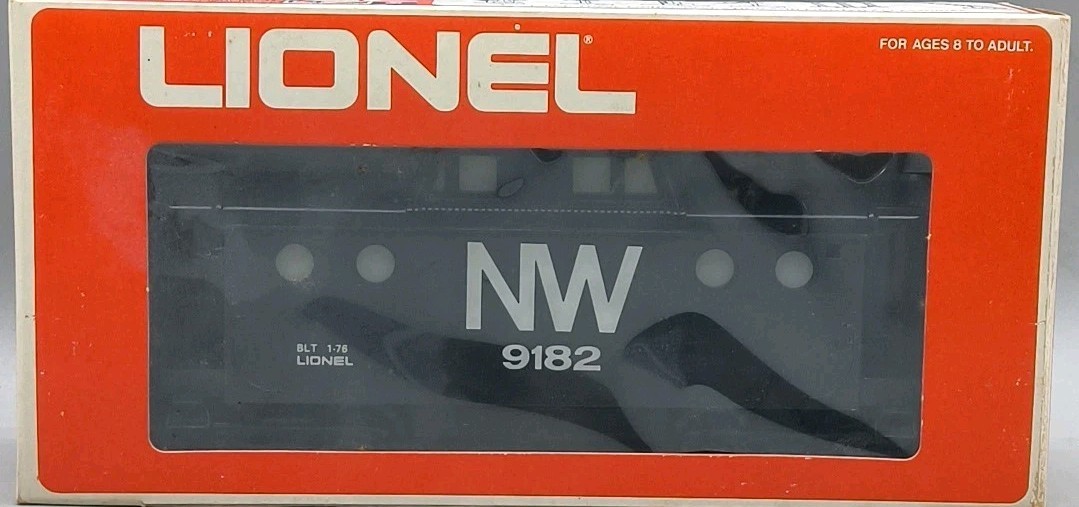 LIONEL®
FOR AGES 8 TO ADULT.
NW
9182
BLT 1-76
LIONEL